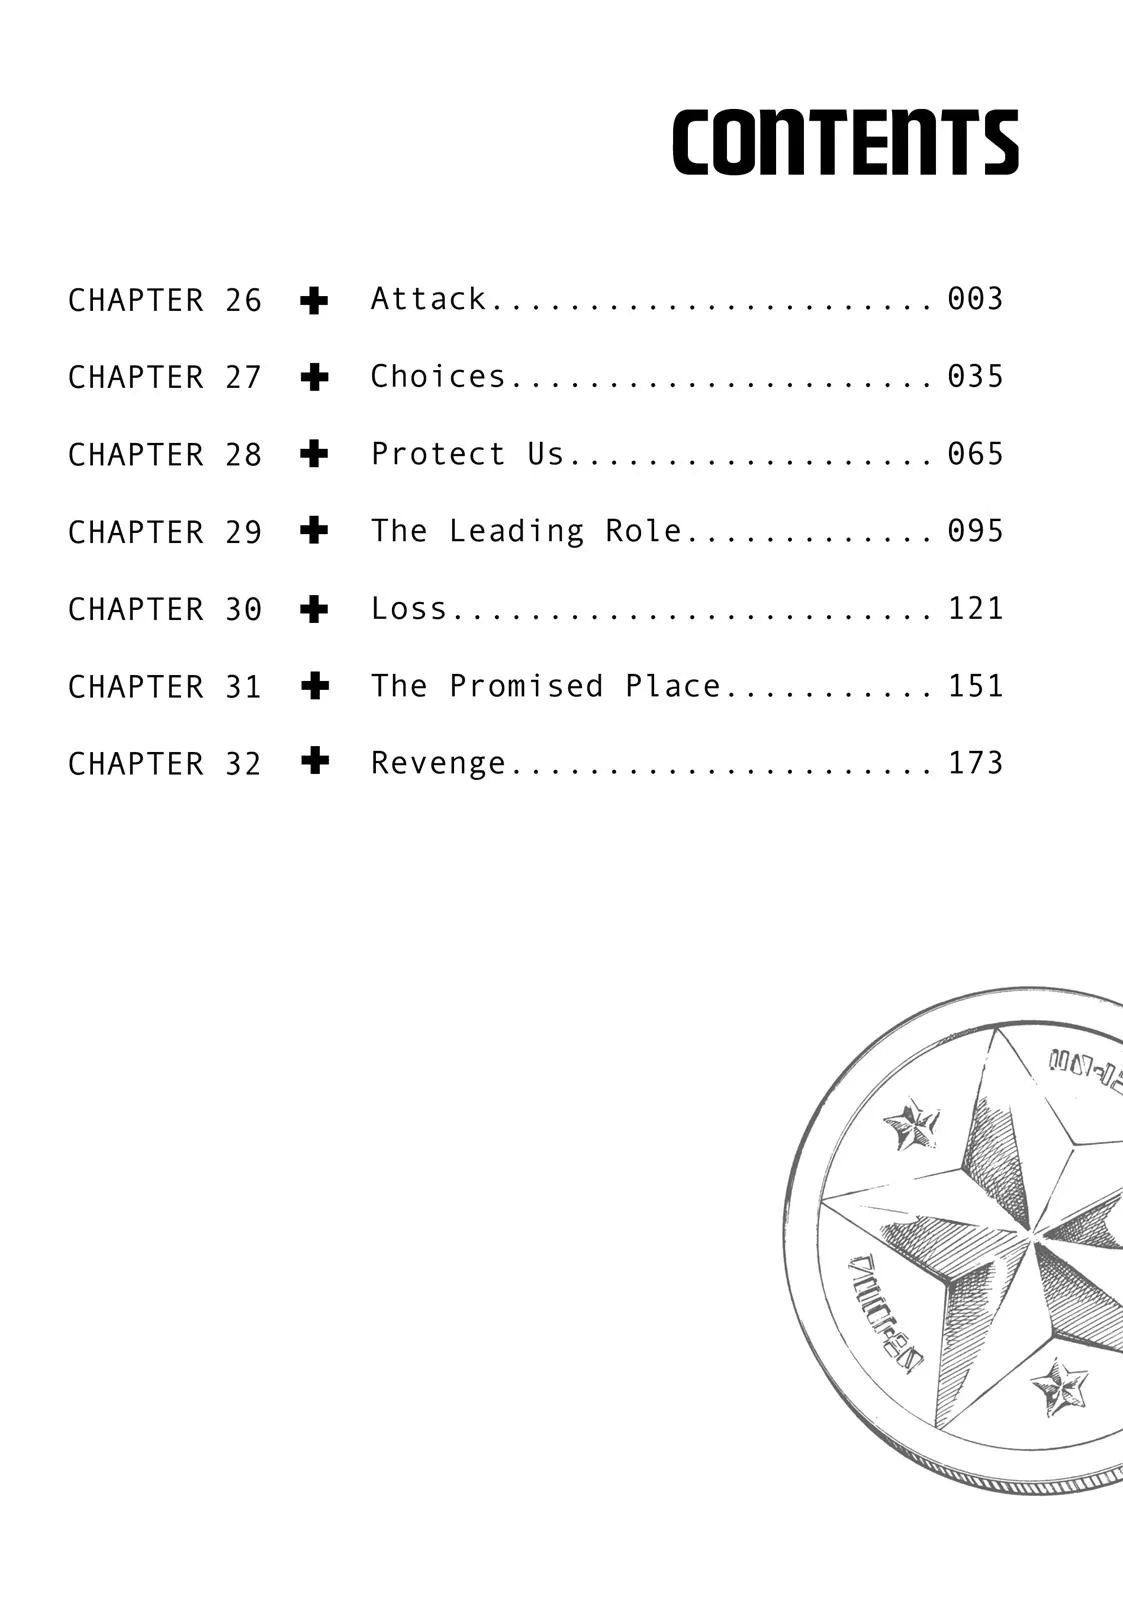 CONTENTS
CHAPTER 26 ✚ Attack....................... 003
CHAPTER 27 ✚ Choices...................... 035
CHAPTER 28 ✚ Protect Us................... 065
CHAPTER 29 ✚ The Leading Role............. 095
CHAPTER 30 ✚ Loss......................... 121
CHAPTER 31 ✚ The Promised Place........... 151
CHAPTER 32 ✚ Revenge...................... 173